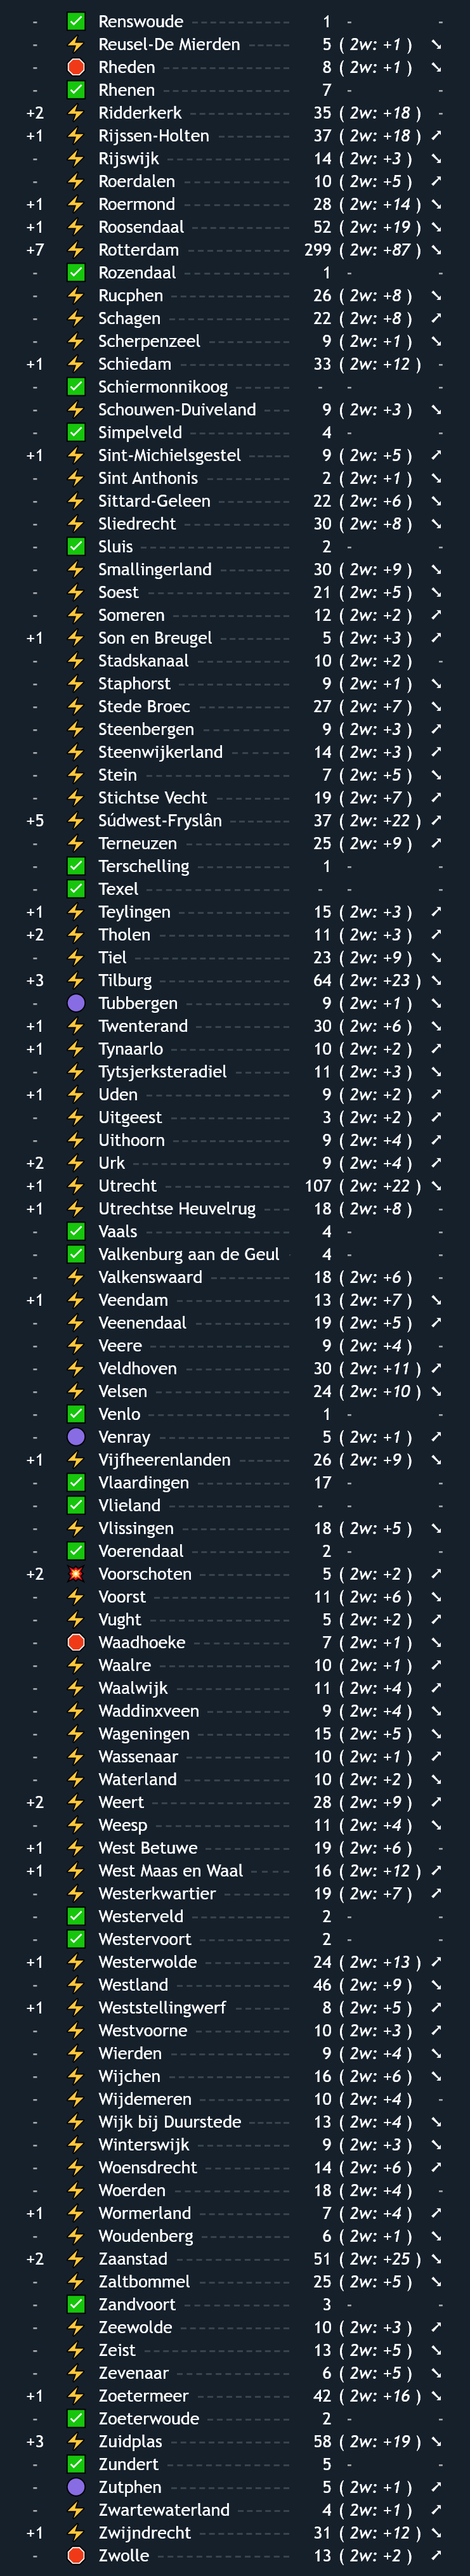 - ✅ Renswoude 1 - -
- ⚡ Reusel-De Mierden 5 ( 2w: +1 ) ↘
- 🛑 Rheden 8 ( 2w: +1 ) ↘
- ✅ Rhenen 7 - -
+2 ⚡ Ridderkerk 35 ( 2w: +18 ) -
+1 ⚡ Rijssen-Holten 37 ( 2w: +18 ) ↗
- ⚡ Rijswijk 14 ( 2w: +3 ) ↘
- ⚡ Roerdalen 10 ( 2w: +5 ) ↗
+1 ⚡ Roermond 28 ( 2w: +14 ) ↘
+1 ⚡ Roosendaal 52 ( 2w: +19 ) ↘
+7 ⚡ Rotterdam 299 ( 2w: +87 ) ↘
- ✅ Rozendaal 1 - -
- ⚡ Rucphen 26 ( 2w: +8 ) ↘
- ⚡ Schagen 22 ( 2w: +8 ) ↗
- ⚡ Scherpenzeel 9 ( 2w: +1 ) ↘
+1 ⚡ Schiedam 33 ( 2w: +12 ) -
- ✅ Schiermonnikoog - - -
- ⚡ Schouwen-Duiveland 9 ( 2w: +3 ) ↘
- ✅ Simpelveld 4 - -
+1 ⚡ Sint-Michielsgestel 9 ( 2w: +5 ) ↗
- ⚡ Sint Anthonis 2 ( 2w: +1 ) ↘
- ⚡ Sittard-Geleen 22 ( 2w: +6 ) ↘
- ⚡ Sliedrecht 30 ( 2w: +8 ) ↘
- ✅ Sluis 2 - -
- ⚡ Smallingerland 30 ( 2w: +9 ) ↘
- ⚡ Soest 21 ( 2w: +5 ) ↘
- ⚡ Someren 12 ( 2w: +2 ) ↗
+1 ⚡ Son en Breugel 5 ( 2w: +3 ) ↗
- ⚡ Stadskanaal 10 ( 2w: +2 ) -
- ⚡ Staphorst 9 ( 2w: +1 ) ↘
- ⚡ Stede Broec 27 ( 2w: +7 ) ↘
- ⚡ Steenbergen 9 ( 2w: +3 ) ↗
- ⚡ Steenwijkerland 14 ( 2w: +3 ) ↗
- ⚡ Stein 7 ( 2w: +5 ) ↘
- ⚡ Stichtse Vecht 19 ( 2w: +7 ) ↗
+5 ⚡ Súdwest-Fryslân 37 ( 2w: +22 ) ↗
- ⚡ Terneuzen 25 ( 2w: +9 ) ↗
- ✅ Terschelling 1 - -
- ✅ Texel - - -
+1 ⚡ Teylingen 15 ( 2w: +3 ) ↗
+2 ⚡ Tholen 11 ( 2w: +3 ) ↗
- ⚡ Tiel 23 ( 2w: +9 ) ↘
+3 ⚡ Tilburg 64 ( 2w: +23 ) ↘
- 🟣 Tubbergen 9 ( 2w: +1 ) ↘
+1 ⚡ Twenterand 30 ( 2w: +6 ) ↘
+1 ⚡ Tynaarlo 10 ( 2w: +2 ) ↗
- ⚡ Tytsjerksteradiel 11 ( 2w: +3 ) ↘
+1 ⚡ Uden 9 ( 2w: +2 ) ↗
- ⚡ Uitgeest 3 ( 2w: +2 ) ↗
- ⚡ Uithoorn 9 ( 2w: +4 ) ↗
+2 ⚡ Urk 9 ( 2w: +4 ) ↗
+1 ⚡ Utrecht 107 ( 2w: +22 ) ↘
+1 ⚡ Utrechtse Heuvelrug 18 ( 2w: +8 ) -
- ✅ Vaals 4 - -
- ✅ Valkenburg aan de Geul 4 - -
- ⚡ Valkenswaard 18 ( 2w: +6 ) -
+1 ⚡ Veendam 13 ( 2w: +7 ) ↘
- ⚡ Veenendaal 19 ( 2w: +5 ) ↗
- ⚡ Veere 9 ( 2w: +4 ) -
- ⚡ Veldhoven 30 ( 2w: +11 ) ↗
- ⚡ Velsen 24 ( 2w: +10 ) ↘
- ✅ Venlo 1 - -
- 🟣 Venray 5 ( 2w: +1 ) ↗
+1 ⚡ Vijfheerenlanden 26 ( 2w: +9 ) ↘
- ✅ Vlaardingen 17 - -
- ✅ Vlieland - - -
- ⚡ Vlissingen 18 ( 2w: +5 ) ↘
- ✅ Voerendaal 2 - -
+2 💥 Voorschoten 5 ( 2w: +2 ) ↗
- ⚡ Voorst 11 ( 2w: +6 ) ↘
- ⚡ Vught 5 ( 2w: +2 ) ↗
- 🛑 Waadhoeke 7 ( 2w: +1 ) ↘
- ⚡ Waalre 10 ( 2w: +1 ) ↗
- ⚡ Waalwijk 11 ( 2w: +4 ) ↗
- ⚡ Waddinxveen 9 ( 2w: +4 ) ↘
- ⚡ Wageningen 15 ( 2w: +5 ) ↘
- ⚡ Wassenaar 10 ( 2w: +1 ) ↗
- ⚡ Waterland 10 ( 2w: +2 ) ↘
+2 ⚡ Weert 28 ( 2w: +9 ) ↗
- ⚡ Weesp 11 ( 2w: +4 ) ↘
+1 ⚡ West Betuwe 19 ( 2w: +6 ) -
+1 ⚡ West Maas en Waal 16 ( 2w: +12 ) ↗
- ⚡ Westerkwartier 19 ( 2w: +7 ) ↗
- ✅ Westerveld 2 - -
- ✅ Westervoort 2 - -
+1 ⚡ Westerwolde 24 ( 2w: +13 ) ↗
- ⚡ Westland 46 ( 2w: +9 ) ↘
+1 ⚡ Weststellingwerf 8 ( 2w: +5 ) ↗
- ⚡ Westvoorne 10 ( 2w: +3 ) ↗
- ⚡ Wierden 9 ( 2w: +4 ) ↘
- ⚡ Wijchen 16 ( 2w: +6 ) ↘
- ⚡ Wijdemeren 10 ( 2w: +4 ) -
- ⚡ Wijk bij Duurstede 13 ( 2w: +4 ) ↘
- ⚡ Winterswijk 9 ( 2w: +3 ) ↘
- ⚡ Woensdrecht 14 ( 2w: +6 ) ↗
- ⚡ Woerden 18 ( 2w: +4 ) -
+1 ⚡ Wormerland 7 ( 2w: +4 ) ↗
- ⚡ Woudenberg 6 ( 2w: +1 ) ↘
+2 ⚡ Zaanstad 51 ( 2w: +25 ) ↘
- ⚡ Zaltbommel 25 ( 2w: +5 ) ↘
- ✅ Zandvoort 3 - -
- ⚡ Zeewolde 10 ( 2w: +3 ) ↗
- ⚡ Zeist 13 ( 2w: +5 ) ↘
- ⚡ Zevenaar 6 ( 2w: +5 ) ↘
+1 ⚡ Zoetermeer 42 ( 2w: +16 ) ↘
- ✅ Zoeterwoude 2 - -
+3 ⚡ Zuidplas 58 ( 2w: +19 ) ↘
- ✅ Zundert 5 - -
- 🟣 Zutphen 5 ( 2w: +1 ) ↗
- ⚡ Zwartewaterland 4 ( 2w: +1 ) ↗
+1 ⚡ Zwijndrecht 31 ( 2w: +12 ) ↘
- 🛑 Zwolle 13 ( 2w: +2 ) ↗